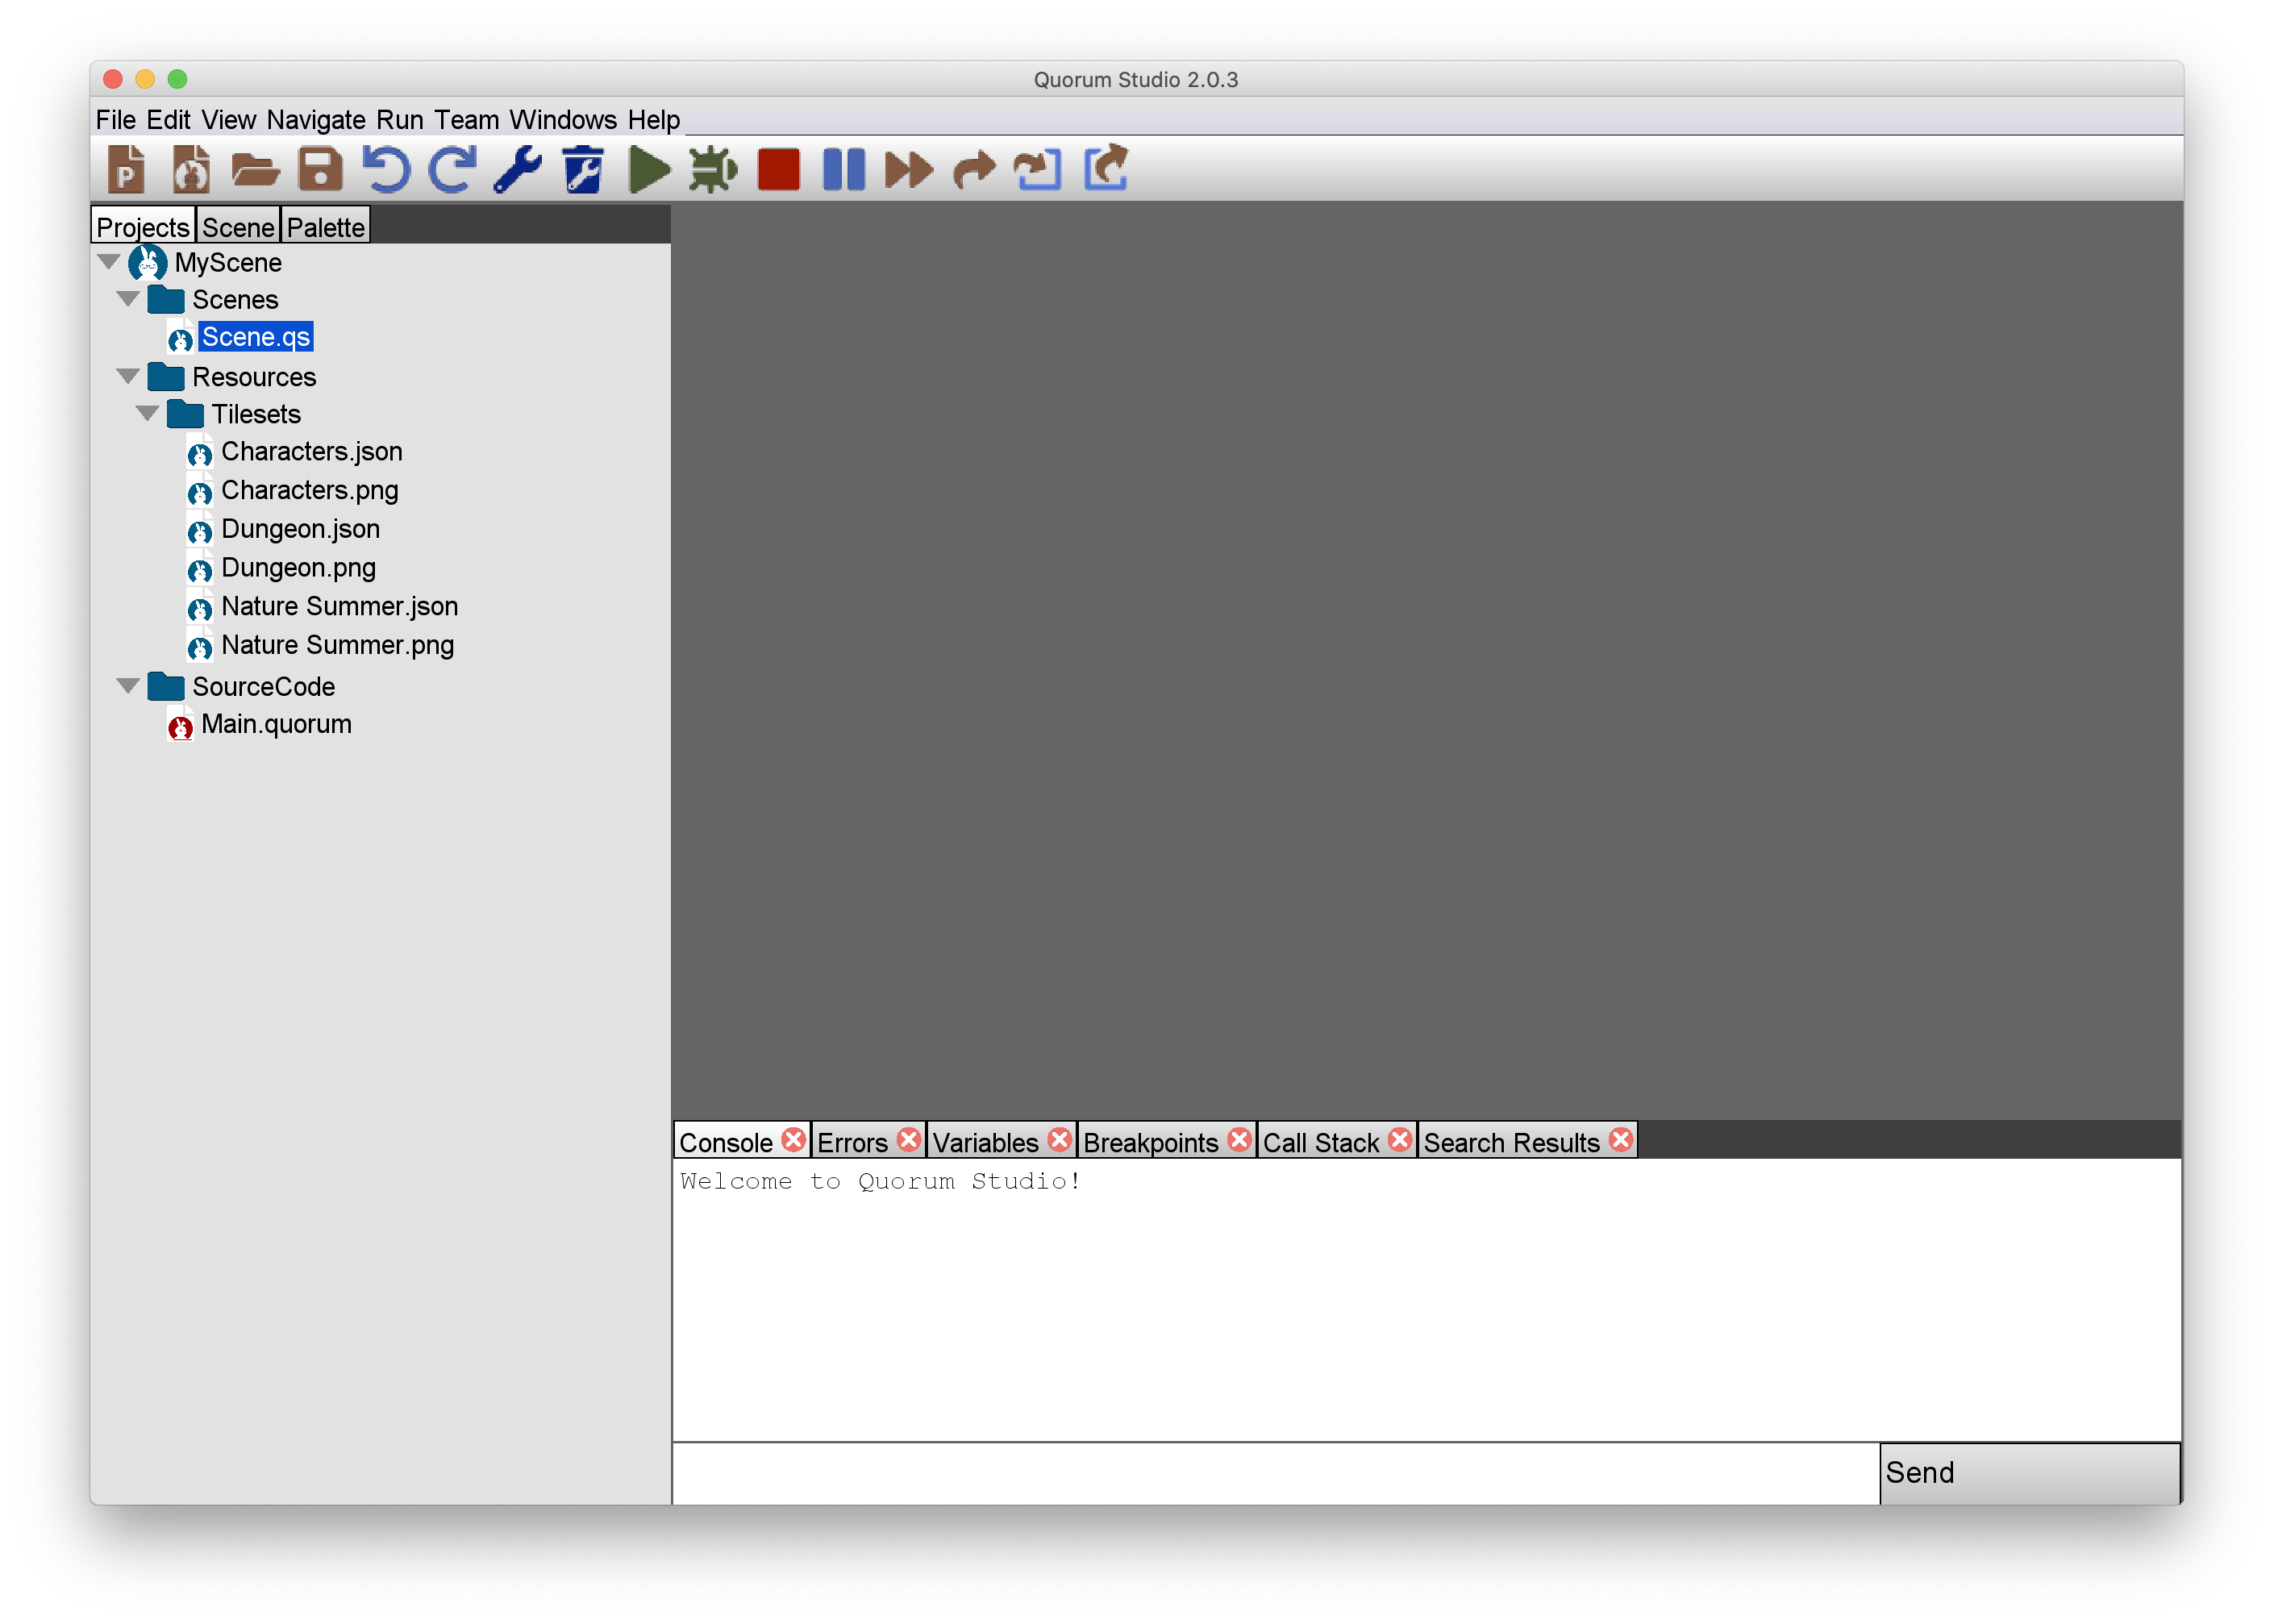 Quorum Studio 2.0.3
File Edit View Navigate Run Team Windows Help
P
Projects Scene Palette
MyScene
Scenes
Scene.qs
Resources
Tilesets
Characters.json
Characters.png
Dungeon.json
Dungeon.png
Nature Summer.json
Nature Summer.png
SourceCode
Main.quorum
Console Errors Variables Breakpoints Call Stack Search Results
Welcome to Quorum Studio!
Send